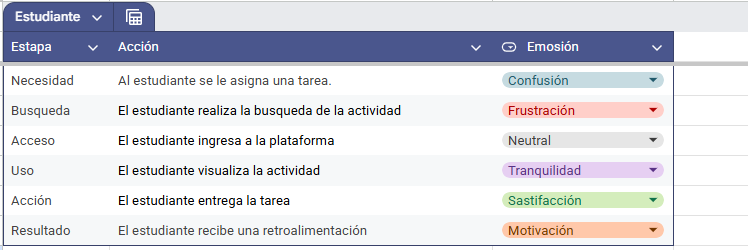 Estudiante
Estapa Acción Emosión
Necesidad Al estudiante se le asigna una tarea. Confusión
Busqueda El estudiante realiza la busqueda de la actividad Frustración
Acceso El estudiante ingresa a la plataforma Neutral
Uso El estudiante visualiza la actividad Tranquilidad
Acción El estudiante entrega la tarea Sastifacción
Resultado El estudiante recibe una retroalimentación Motivación